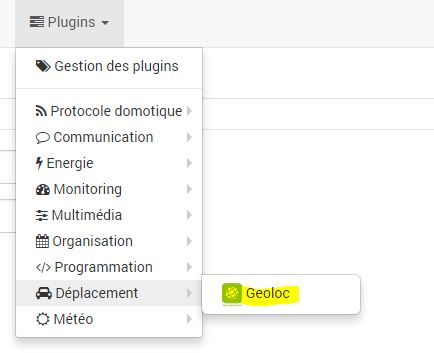 Plugins
Gestion des plugins
Protocole domotique
Communication
Energie
Monitoring
Multimédia
Organisation
Programmation
Déplacement
Geoloc
Météo